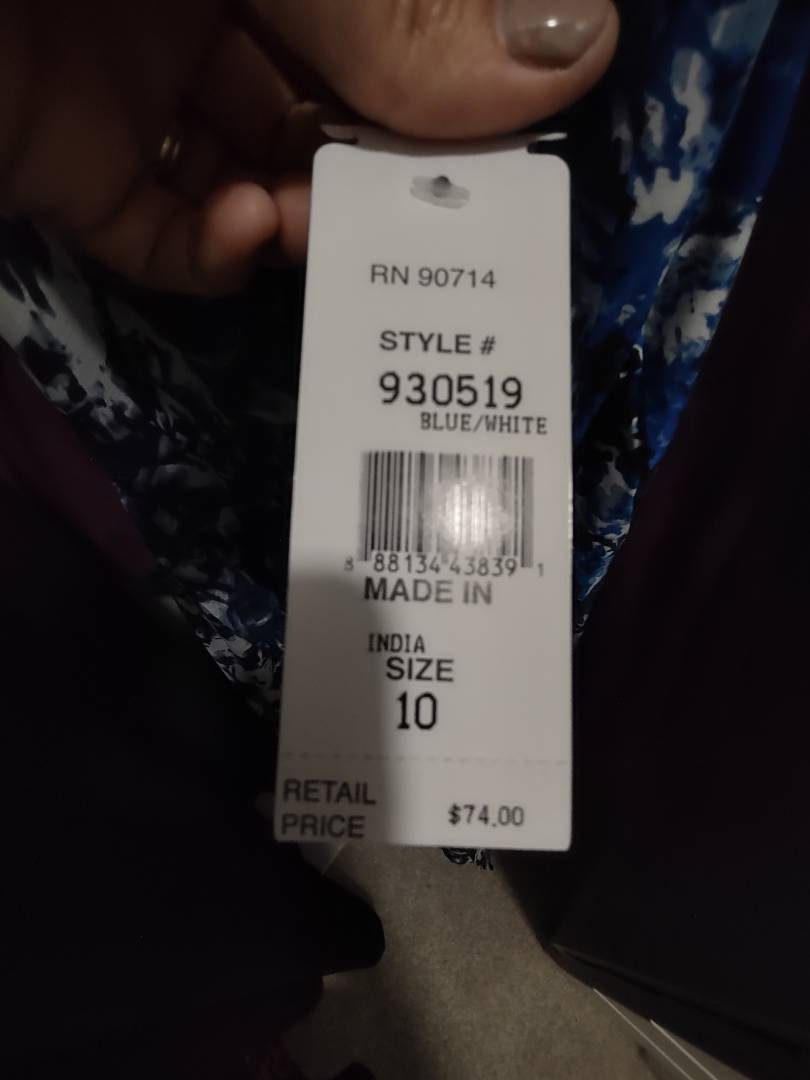 RN 90714
STYLE #
930519
BLUE/WHITE
8 88134 43839 1
MADE IN
INDIA
SIZE
10
RETAIL
PRICE $74.00